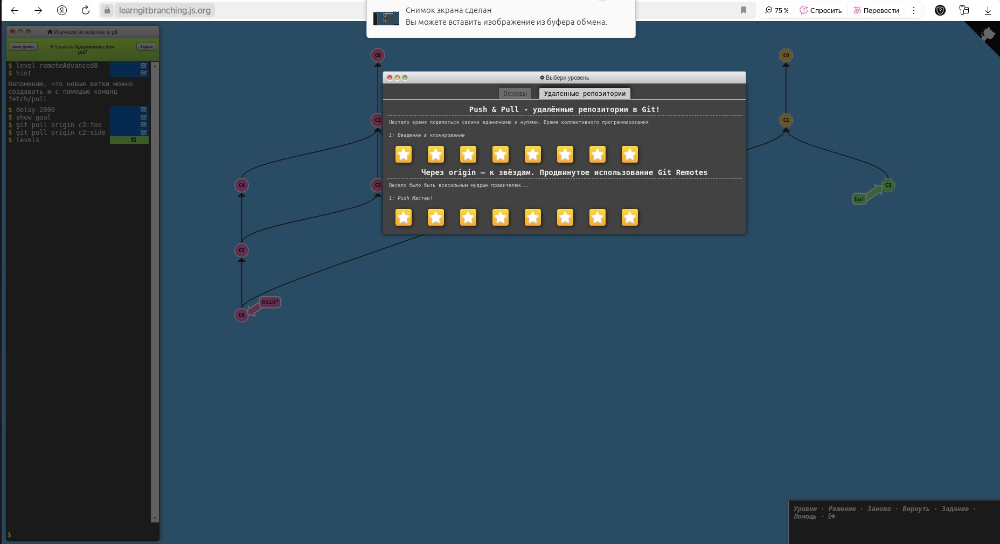 learngitbranching.js.org
Снимок экрана сделан
Вы можете вставить изображение из буфера обмена.
75 %
Спросить
Перевести
Изучаем ветвление в git
Цель уровня
Уровень Аргументы для
pull
Задача
$ level remoteAdvanced8
$ hint
Напоминаю, что новые ветки можно
создавать и с помощью команд
fetch/pull
$ delay 2000
$ show goal
$ git pull origin c3:foo
$ git pull origin c2:side
$ levels
$
C0
C1
C4
C3
C5
C6
main*
Выбери уровень
Основы
Удаленные репозитории
Push & Pull - удалённые репозитории в Git!
Настало время поделиться своими единичками и нулями. Время коллективного программирования
1: Введение в клонирование
Через origin – к звёздам. Продвинутое использование Git Remotes
Весело было быть всесильным мудрым правителем...
1: Push Мастер!
C0
C1
C3
bar
Уровни · Решение · Заново · Вернуть · Задание ·
Помощь ·